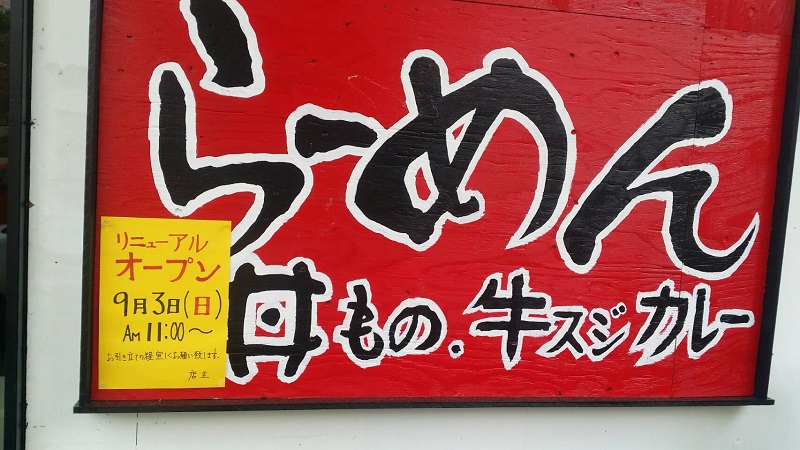 らーめん
丼もの.牛スジカレー
リニューアル
オープン
9月3日(日)
AM 11:00〜
お引き立ての程宜しくお願い致します。
店主